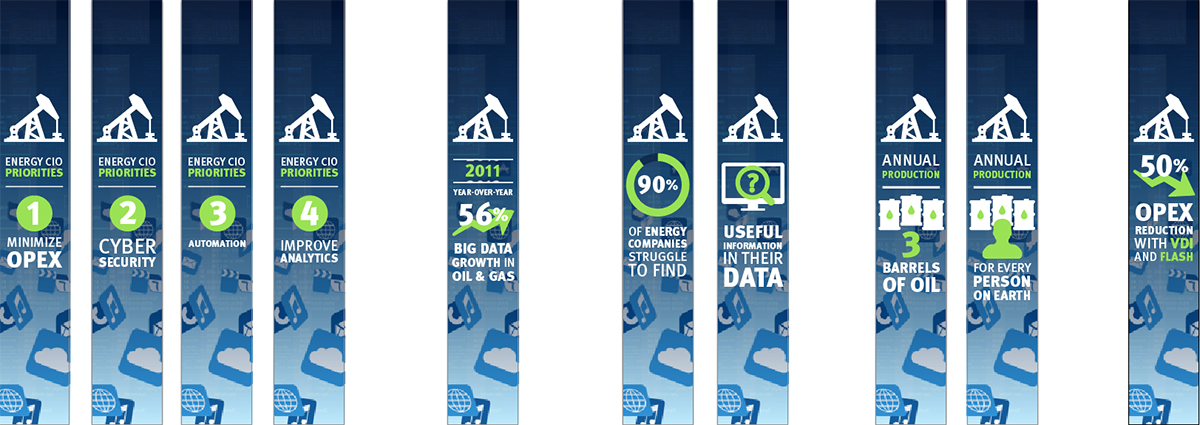 ENERGY CIO
PRIORITIES
1
MINIMIZE
OPEX
ENERGY CIO
PRIORITIES
2
CYBER
SECURITY
ENERGY CIO
PRIORITIES
3
AUTOMATION
ENERGY CIO
PRIORITIES
4
IMPROVE
ANALYTICS
2011
YEAR-OVER-YEAR
56%
BIG DATA
GROWTH IN
OIL & GAS
90%
OF ENERGY
COMPANIES
STRUGGLE
TO FIND
?
USEFUL
INFORMATION
IN THEIR
DATA
ANNUAL
PRODUCTION
3
BARRELS
OF OIL
ANNUAL
PRODUCTION
FOR EVERY
PERSON
ON EARTH
50%
OPEX
REDUCTION
WITH VDI
AND FLASH